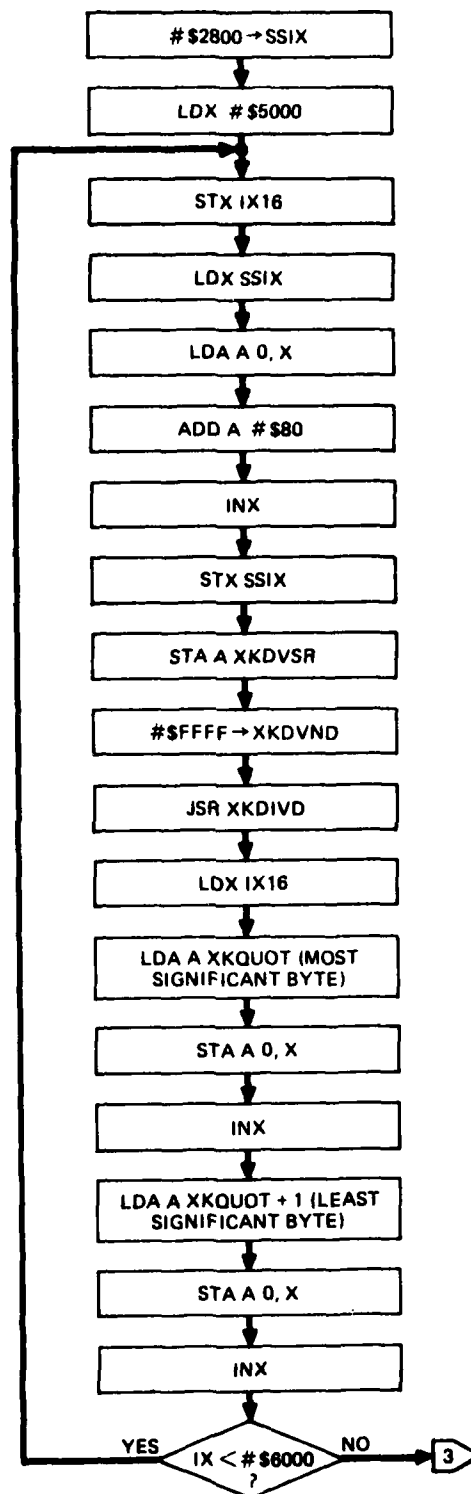 #$2800→SSIX
LDX #$5000
STX IX16
LDX SSIX
LDA A 0, X
ADD A #$80
INX
STX SSIX
STA A XKDVSR
#$FFFF→XKDVND
JSR XKDIVD
LDX IX16
LDA A XKQUOT (MOST
SIGNIFICANT BYTE)
STA A 0, X
INX
LDA A XKQUOT + 1 (LEAST
SIGNIFICANT BYTE)
STA A 0, X
INX
YES
IX < #$6000
?
NO
3